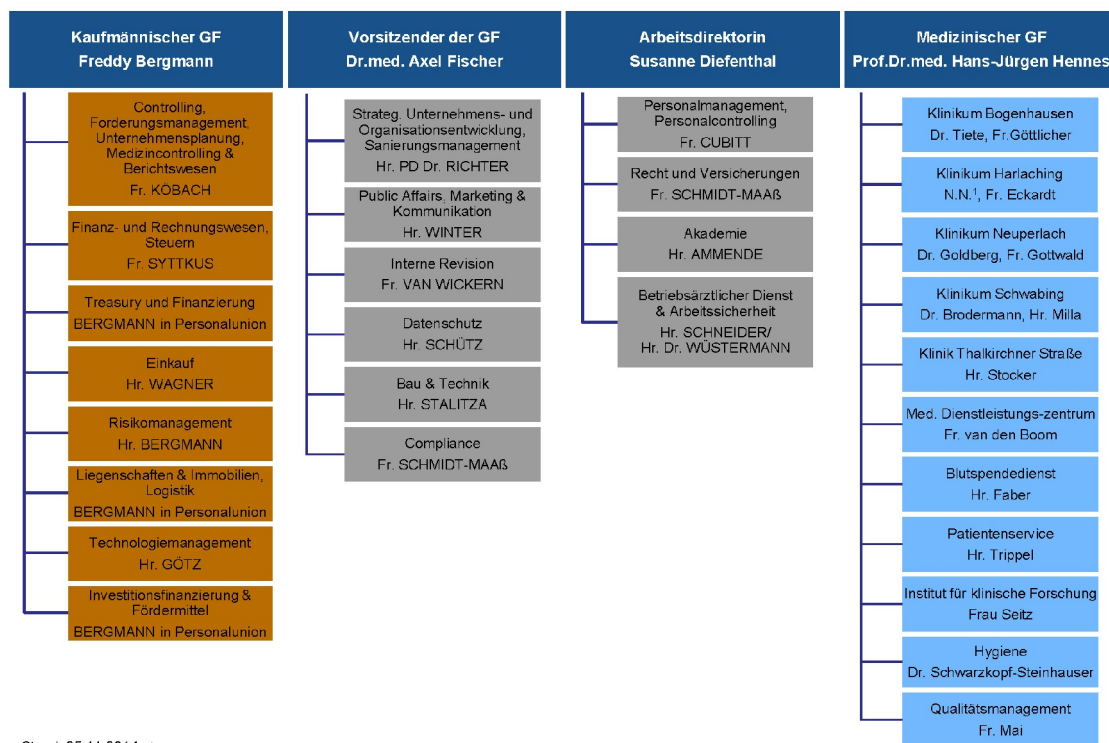 Kaufmännischer GF
Freddy Bergmann
Controlling,
Forderungsmanagement,
Unternehmensplanung,
Medizincontrolling &
Berichtswesen
Fr. KÖBACH
Finanz- und Rechnungswesen,
Steuern
Fr. SYTTKUS
Treasury und Finanzierung
BERGMANN in Personalunion
Einkauf
Hr. WAGNER
Risikomanagement
Hr. BERGMANN
Liegenschaften & Immobilien,
Logistik
BERGMANN in Personalunion
Technologiemanagement
Hr. GÖTZ
Investitionsfinanzierung &
Fördermittel
BERGMANN in Personalunion
Vorsitzender der GF
Dr.med. Axel Fischer
Strateg. Unternehmens- und
Organisationsentwicklung,
Sanierungsmanagement
Hr. PD Dr. RICHTER
Public Affairs, Marketing &
Kommunikation
Hr. WINTER
Interne Revision
Fr. VAN WICKERN
Datenschutz
Hr. SCHÜTZ
Bau & Technik
Hr. STALITZA
Compliance
Fr. SCHMIDT-MAAß
Arbeitsdirektorin
Susanne Diefenthal
Personalmanagement,
Personalcontrolling
Fr. CUBITT
Recht und Versicherungen
Fr. SCHMIDT-MAAß
Akademie
Hr. AMMENDE
Betriebsärztlicher Dienst
& Arbeitssicherheit
Hr. SCHNEIDER/
Hr. Dr. WÜSTERMANN
Medizinischer GF
Prof.Dr.med. Hans-Jürgen Hennes
Klinikum Bogenhausen
Dr. Tiete, Fr.Göttlicher
Klinikum Harlaching
N.N.¹, Fr. Eckardt
Klinikum Neuperlach
Dr. Goldberg, Fr. Gottwald
Klinikum Schwabing
Dr. Brodermann, Hr. Milla
Klinik Thalkirchner Straße
Hr. Stocker
Med. Dienstleistungs-zentrum
Fr. van den Boom
Blutspendedienst
Hr. Faber
Patientenservice
Hr. Trippel
Institut für klinische Forschung
Frau Seitz
Hygiene
Dr. Schwarzkopf-Steinhauser
Qualitätsmanagement
Fr. Mai